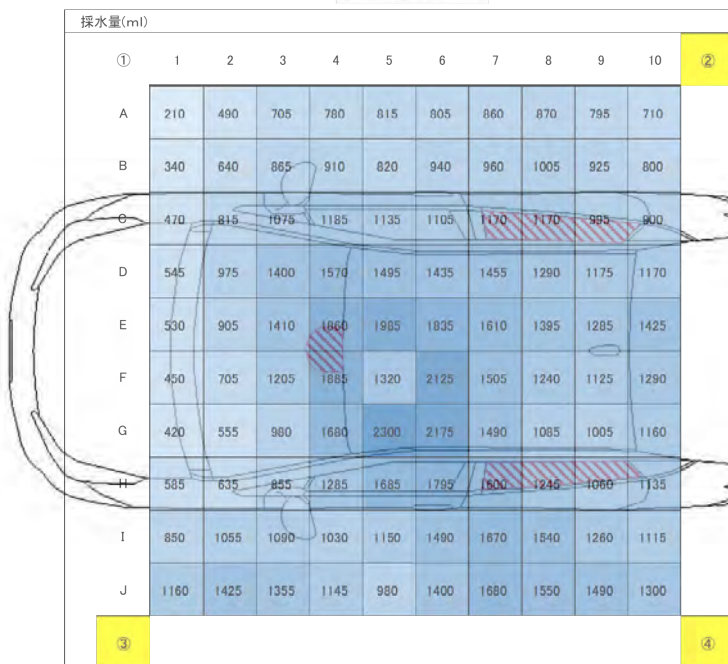 採水量(ml)
① 1 2 3 4 5 6 7 8 9 10 ②
A 210 490 705 780 815 805 860 870 795 710
B 340 640 865 910 820 940 960 1005 925 800
C 470 815 1075 1185 1135 1105 1170 1170 995 900
D 545 975 1400 1570 1495 1435 1455 1290 1175 1170
E 530 905 1410 1860 1985 1835 1610 1395 1285 1425
F 450 705 1205 1885 1320 2125 1505 1240 1125 1290
G 420 555 980 1680 2300 2175 1490 1085 1005 1160
H 585 635 855 1285 1685 1795 1600 1245 1060 1135
I 850 1055 1090 1030 1150 1490 1670 1540 1260 1115
J 1160 1425 1355 1145 980 1400 1680 1550 1490 1300
③ ④